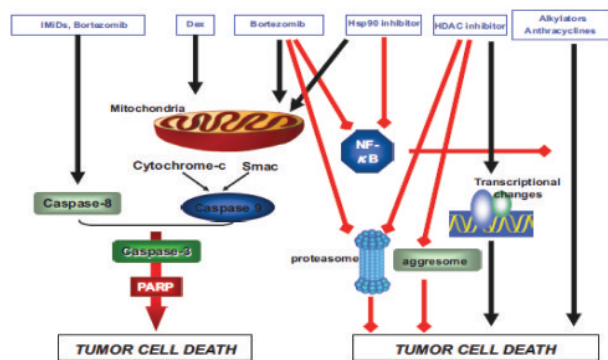 IMiDs, Bortezomib
Dex
Bortezomib
Hsp90 inhibitor
HDAC inhibitor
Alkylators
Anthracyclines
Mitochondria
NF-
κB
Cytochrome-c
Smac
Transcriptional
changes
Caspase-8
Caspase 9
Caspase-3
proteasome
aggresome
PARP
TUMOR CELL DEATH
TUMOR CELL DEATH